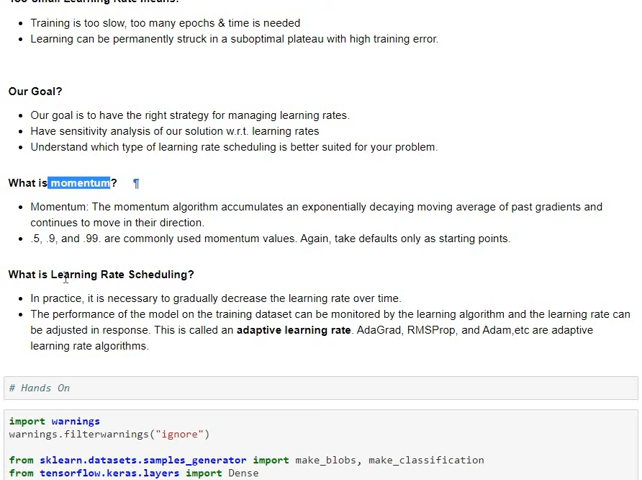 Too Small Learning Rate means?
Training is too slow, too many epochs & time is needed
Learning can be permanently struck in a suboptimal plateau with high training error.
Our Goal?
Our goal is to have the right strategy for managing learning rates.
Have sensitivity analysis of our solution w.r.t. learning rates
Understand which type of learning rate scheduling is better suited for your problem.
What is momentum? ¶
Momentum: The momentum algorithm accumulates an exponentially decaying moving average of past gradients and
continues to move in their direction.
.5, .9, and .99. are commonly used momentum values. Again, take defaults only as starting points.
What is Learning Rate Scheduling?
In practice, it is necessary to gradually decrease the learning rate over time.
The performance of the model on the training dataset can be monitored by the learning algorithm and the learning rate can
be adjusted in response. This is called an adaptive learning rate. AdaGrad, RMSProp, and Adam,etc are adaptive
learning rate algorithms.
# Hands On
import warnings
warnings.filterwarnings("ignore")
from sklearn.datasets.samples_generator import make_blobs, make_classification
from tensorflow.keras.layers import Dense